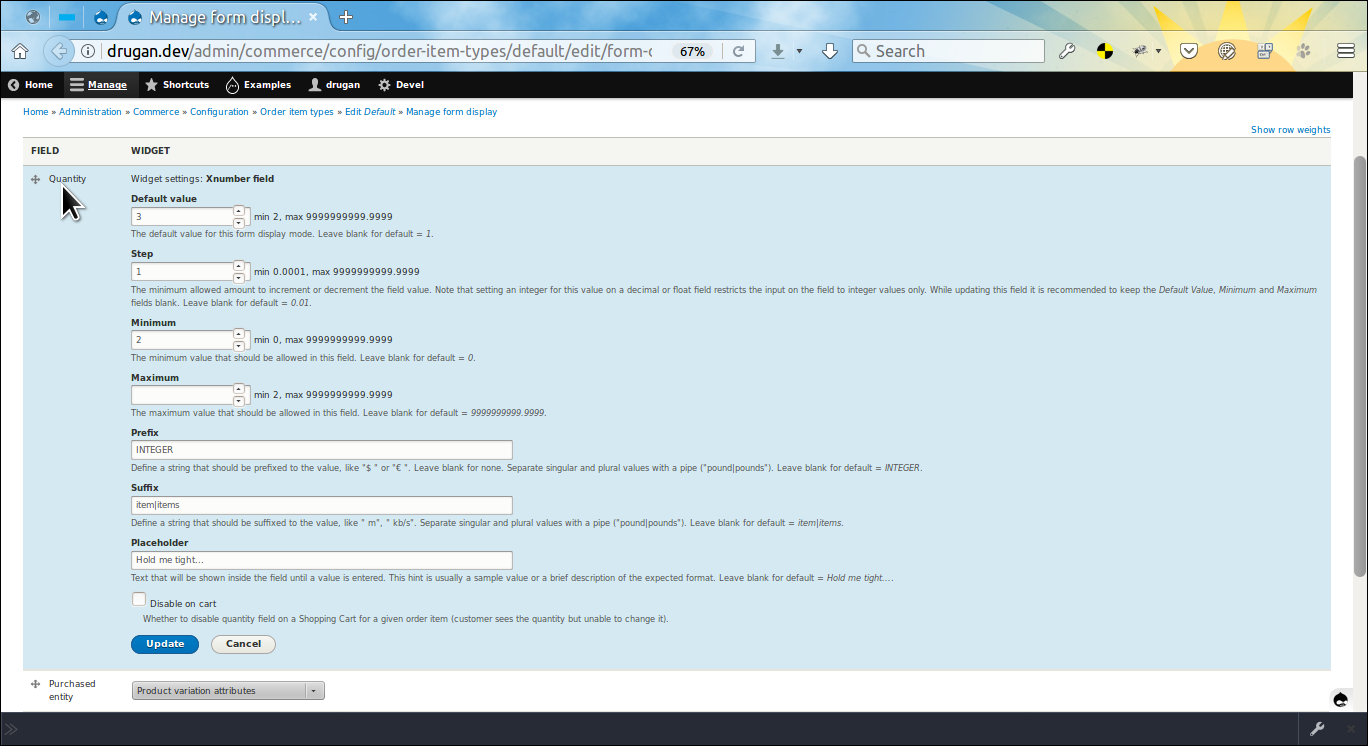 Manage form displ...
drugan.dev/admin/commerce/config/order-item-types/default/edit/form-d
67%
Search
Home Manage Shortcuts Examples drugan Devel
Home » Administration » Commerce » Configuration » Order item types » Edit Default » Manage form display
Show row weights
FIELD WIDGET
Quantity Widget settings: Xnumber field
Default value
3 min 2, max 9999999999.9999
The default value for this form display mode. Leave blank for default = 1.
Step
1 min 0.0001, max 9999999999.9999
The minimum allowed amount to increment or decrement the field value. Note that setting an integer for this value on a decimal or float field restricts the input on the field to integer values only. While updating this field it is recommended to keep the Default Value, Minimum and Maximum
fields blank. Leave blank for default = 0.01.
Minimum
2 min 0, max 9999999999.9999
The minimum value that should be allowed in this field. Leave blank for default = 0.
Maximum
min 2, max 9999999999.9999
The maximum value that should be allowed in this field. Leave blank for default = 9999999999.9999.
Prefix
INTEGER
Define a string that should be prefixed to the value, like "$ " or "€ ". Leave blank for none. Separate singular and plural values with a pipe ("pound|pounds"). Leave blank for default = INTEGER.
Suffix
item|items
Define a string that should be suffixed to the value, like " m", " kb/s". Separate singular and plural values with a pipe ("pound|pounds"). Leave blank for default = item|items.
Placeholder
Hold me tight...
Text that will be shown inside the field until a value is entered. This hint is usually a sample value or a brief description of the expected format. Leave blank for default = Hold me tight....
Disable on cart
Whether to disable quantity field on a Shopping Cart for a given order item (customer sees the quantity but unable to change it).
Update Cancel
Purchased
entity
Product variation attributes